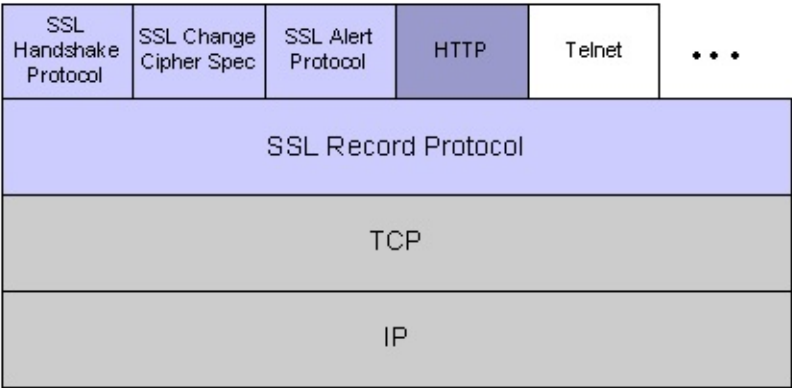 SSL
Handshake
Protocol
SSL Change
Cipher Spec
SSL Alert
Protocol
HTTP
Telnet
...
SSL Record Protocol
TCP
IP